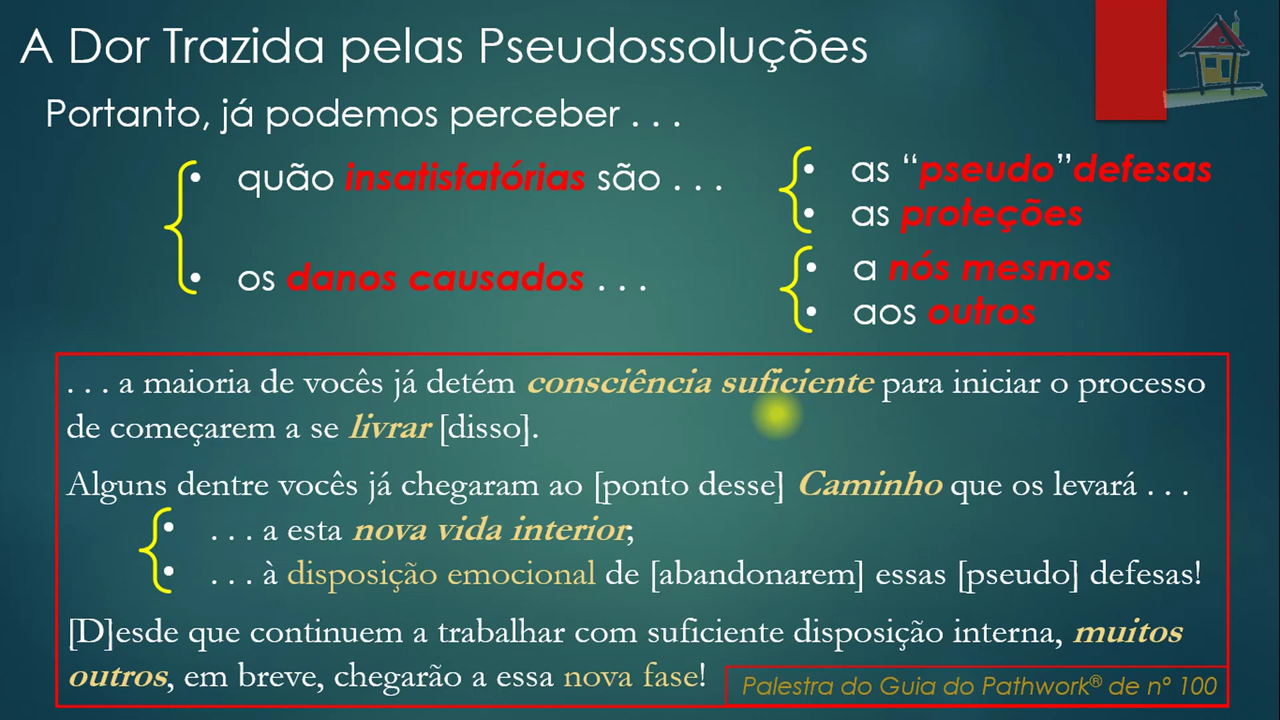 A Dor Trazida pelas Pseudossoluções
Portanto, já podemos perceber . . .
• quão insatisfatórias são . . .
• as “pseudo”defesas
• as proteções
• os danos causados . . .
• a nós mesmos
• aos outros
. . . a maioria de vocês já detém consciência suficiente para iniciar o processo
de começarem a se livrar [disso].
Alguns dentre vocês já chegaram ao [ponto desse] Caminho que os levará . . .
• . . . a esta nova vida interior;
• . . . à disposição emocional de [abandonarem] essas [pseudo] defesas!
[D]esde que continuem a trabalhar com suficiente disposição interna, muitos
outros, em breve, chegarão a essa nova fase!
Palestra do Guia do Pathwork® de nº 100